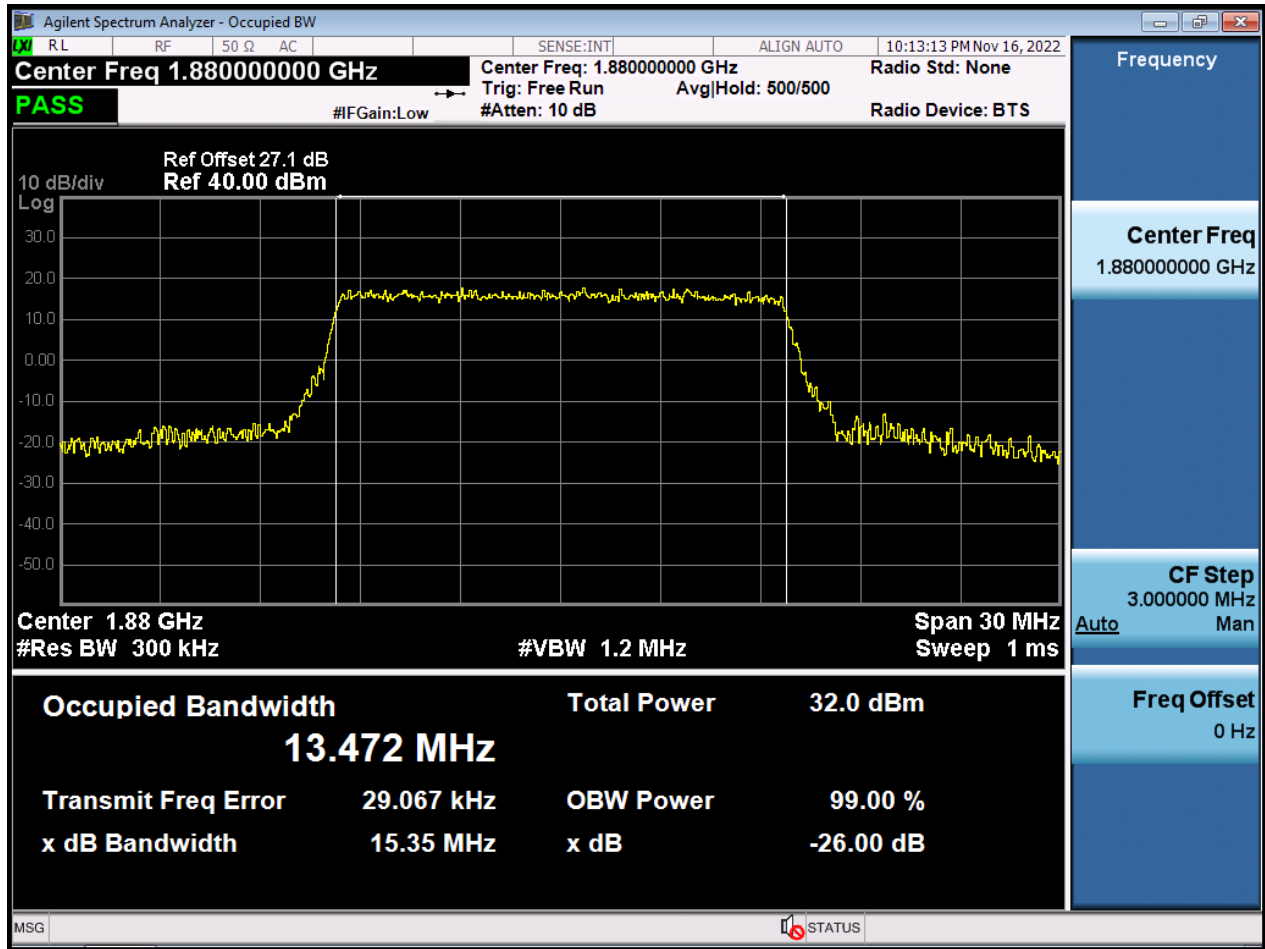 Agilent Spectrum Analyzer - Occupied BW
LXI RL RF 50 Ω AC SENSE:INT ALIGN AUTO 10:13:13 PM Nov 16, 2022
Center Freq 1.880000000 GHz
PASS
#IFGain:Low
Center Freq: 1.880000000 GHz
Trig: Free Run Avg|Hold: 500/500
#Atten: 10 dB
Radio Std: None
Radio Device: BTS
Ref Offset 27.1 dB
10 dB/div Ref 40.00 dBm
Log
30.0
20.0
10.0
0.00
-10.0
-20.0
-30.0
-40.0
-50.0
Center 1.88 GHz Span 30 MHz
#Res BW 300 kHz #VBW 1.2 MHz Sweep 1 ms
Occupied Bandwidth Total Power 32.0 dBm
13.472 MHz
Transmit Freq Error 29.067 kHz OBW Power 99.00 %
x dB Bandwidth 15.35 MHz x dB -26.00 dB
Frequency
Center Freq
1.880000000 GHz
CF Step
3.000000 MHz
Auto Man
Freq Offset
0 Hz
MSG STATUS